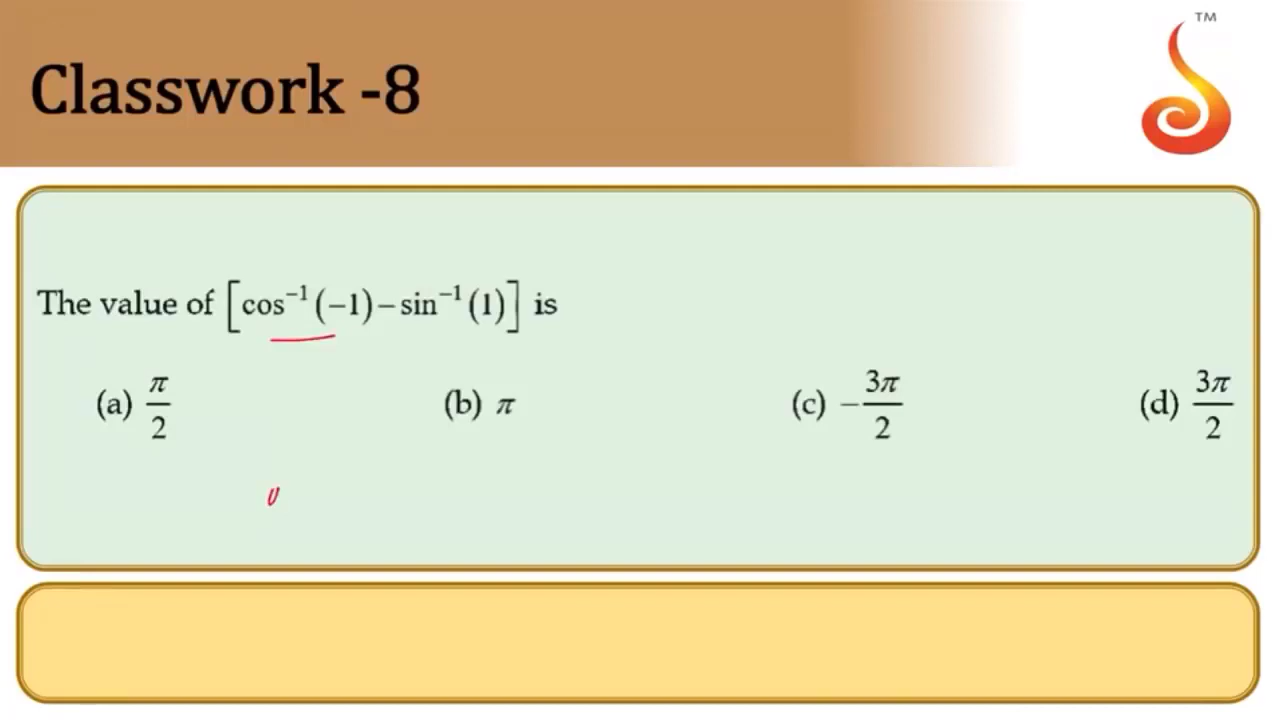 TM
Classwork -8
The value of [cos⁻¹(−1)−sin⁻¹(1)] is
(a) π/2 (b) π (c) −3π/2 (d) 3π/2